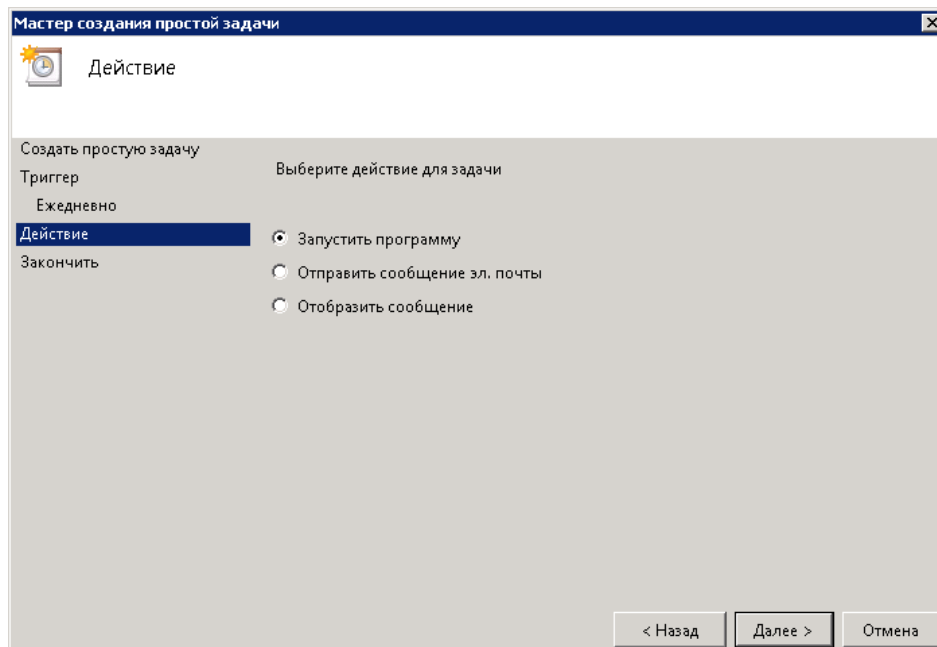 Мастер создания простой задачи
Действие
Создать простую задачу
Триггер
Ежедневно
Действие
Закончить
Выберите действие для задачи
Запустить программу
Отправить сообщение эл. почты
Отобразить сообщение
< Назад
Далее >
Отмена